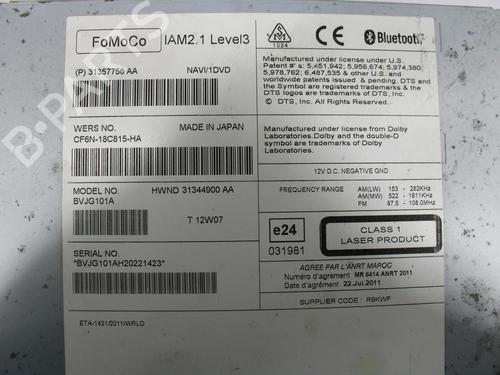 FoMoCo IAM2.1 Level3
(P) 31357756 AA NAVI/1DVD
WERS NO. MADE IN JAPAN
CF6N-18C815-HA
MODEL NO. HWND 31344900 AA
BVJG101A
T 12W07
SERIAL NO.
*BVJG101AH20221423*
ETA-1431/2011/WRLO
1024
Bluetooth
Manufactured under license under U.S.
Patent #'s : 5,451,942; 5,956,674; 5,974,380;
5,978,762; 6,487,535 & other U.S. and
worldwide patents issued & pending. DTS and
the Symbol are registered trademarks & the
DTS logos and Symbol are trademarks of
DTS, Inc.
© DTS, Inc. All Rights Reserved.
Manufactured under license from Dolby
Laboratories. Dolby and the double-D
symbol are trademarks of Dolby
Laboratories.
12V D.C. NEGATIVE GND.
FREQUENCY RANGE AM(LW) 153 - 282KHz
AM(MW) 522 - 1611KHz
FM 87.5 - 108.0MHz
e24
031981
CLASS 1
LASER PRODUCT
AGREE PAR L'ANRT MAROC
Numéro d'agrément : MR 6414 ANRT 2011
Date d'agrément : 22.Jul.2011
SUPPLIER CODE : R9KWF
B-PARTS